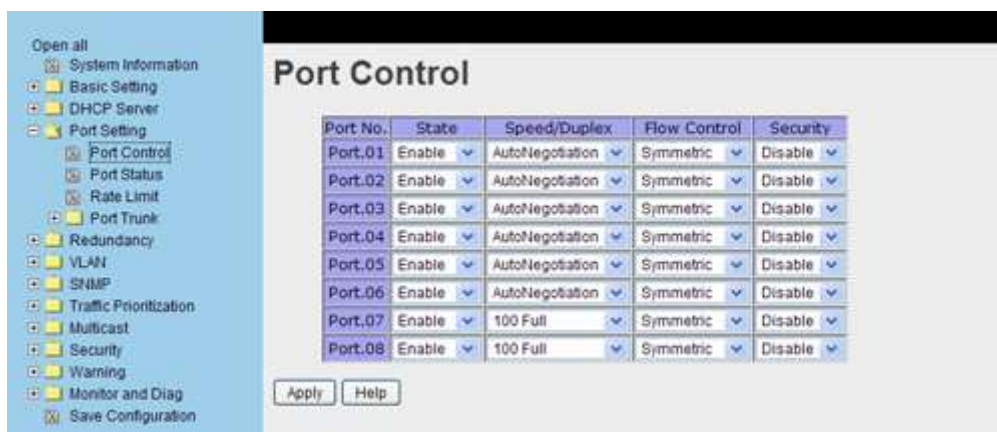 Open all
System Information
Basic Setting
DHCP Server
Port Setting
Port Control
Port Status
Rate Limit
Port Trunk
Redundancy
VLAN
SNMP
Traffic Prioritization
Multicast
Security
Warning
Monitor and Diag
Save Configuration
Port Control
Port No. State Speed/Duplex Flow Control Security
Port.01 Enable AutoNegotiation Symmetric Disable
Port.02 Enable AutoNegotiation Symmetric Disable
Port.03 Enable AutoNegotiation Symmetric Disable
Port.04 Enable AutoNegotiation Symmetric Disable
Port.05 Enable AutoNegotiation Symmetric Disable
Port.06 Enable AutoNegotiation Symmetric Disable
Port.07 Enable 100 Full Symmetric Disable
Port.08 Enable 100 Full Symmetric Disable
Apply Help